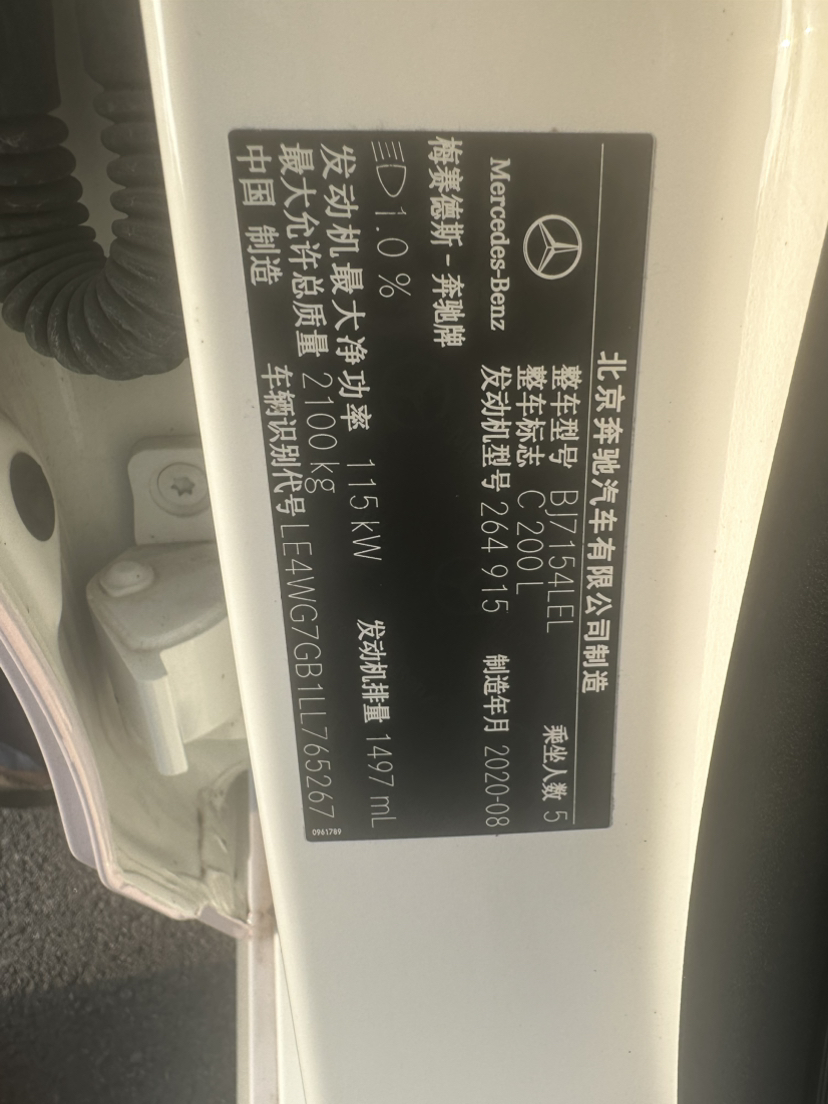 北京奔驰汽车有限公司制造
Mercedes-Benz
梅赛德斯-奔驰牌
整车型号 BJ7154LEL 乘坐人数 5
整车标志 C 200 L
发动机型号 264 915 制造年月 2020-08
1.0 %
发动机最大净功率 115 kW 发动机排量 1497 mL
最大允许总质量 2100 kg
中国 制造 车辆识别代号 LE4WG7GB1LL765267
0961789